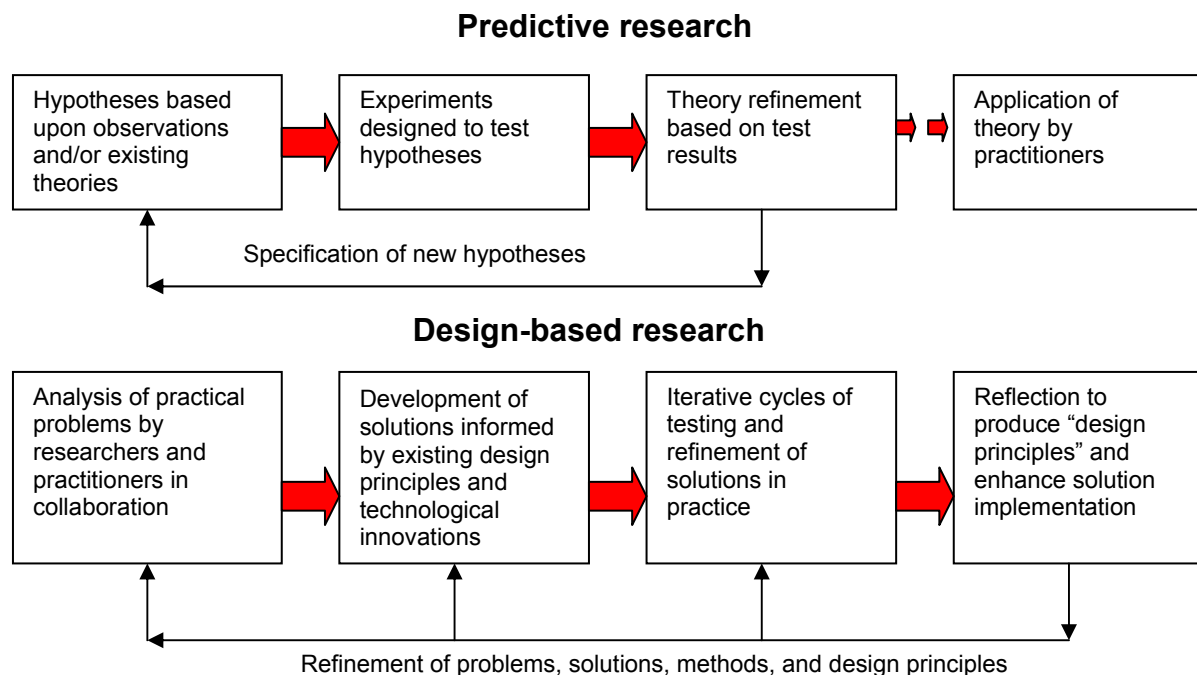 Predictive research
Hypotheses based
upon observations
and/or existing
theories
Experiments
designed to test
hypotheses
Theory refinement
based on test
results
Application of
theory by
practitioners
Specification of new hypotheses
Design-based research
Analysis of practical
problems by
researchers and
practitioners in
collaboration
Development of
solutions informed
by existing design
principles and
technological
innovations
Iterative cycles of
testing and
refinement of
solutions in
practice
Reflection to
produce “design
principles” and
enhance solution
implementation
Refinement of problems, solutions, methods, and design principles